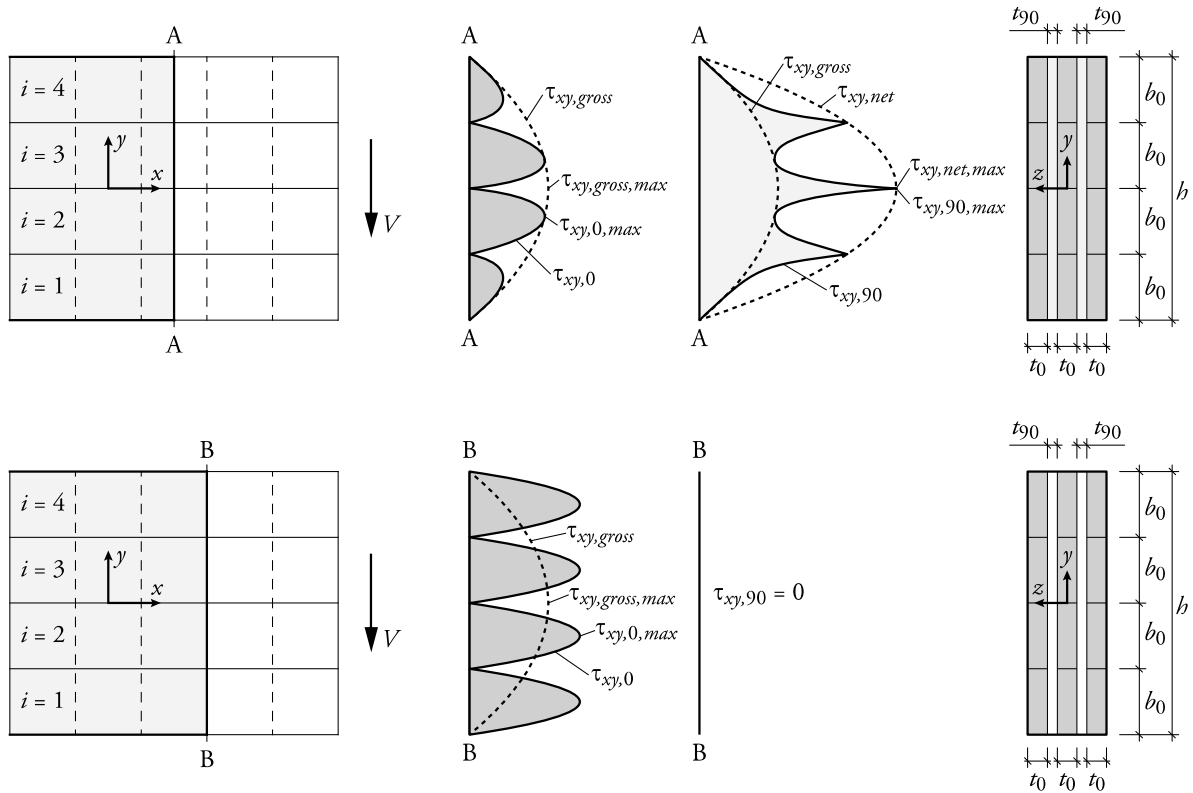 A A A t90 t90
i = 4 τxy,gross τxy,gross b0
τxy,net
i = 3 y y b0
x τxy,gross,max τxy,net,max z h
i = 2 V τxy,0,max τxy,90,max b0
τxy,0
i = 1 τxy,90 b0
A A A t0 t0 t0
B B B t90 t90
i = 4 τxy,gross b0
i = 3 y y b0
x τxy,gross,max τxy,90 = 0 z h
i = 2 V τxy,0,max b0
τxy,0
i = 1 b0
B B B t0 t0 t0